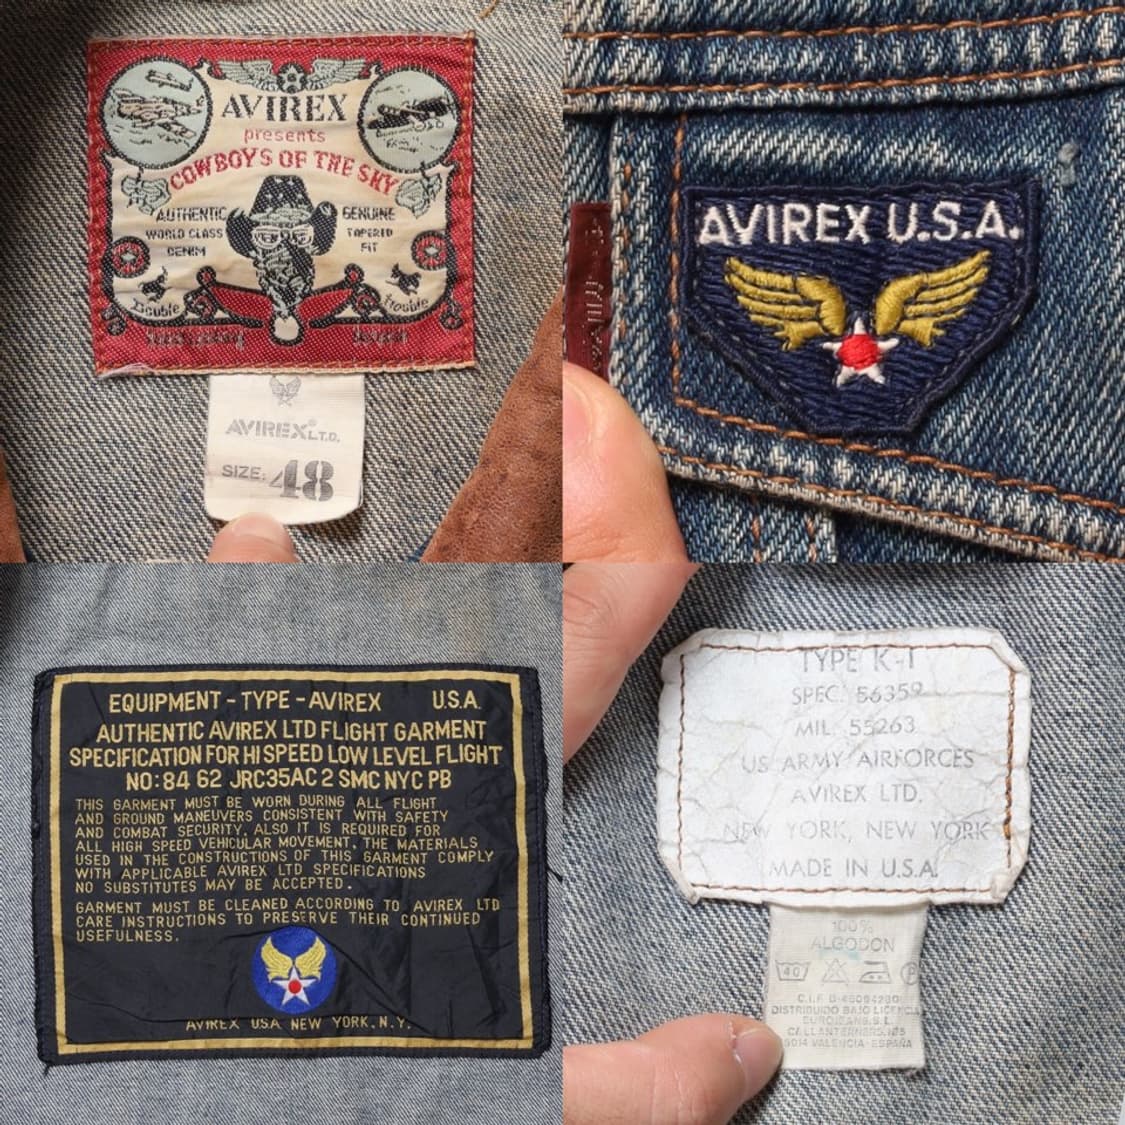 AVIREX
presents
COWBOYS OF THE SKY
AUTHENTIC
WORLD CLASS
DENIM
GENUINE
TAPERED
FIT
Double
trouble
AVIREX® LTD.
SIZE: 48
AVIREX U.S.A.
EQUIPMENT - TYPE - AVIREX U.S.A.
AUTHENTIC AVIREX LTD FLIGHT GARMENT
SPECIFICATION FOR HI SPEED LOW LEVEL FLIGHT
NO: 84 62 JRC35AC 2 SMC NYC PB
THIS GARMENT MUST BE WORN DURING ALL FLIGHT
AND GROUND MANEUVERS CONSISTENT WITH SAFETY
AND COMBAT SECURITY. ALSO IT IS REQUIRED FOR
ALL HIGH SPEED VEHICULAR MOVEMENT. THE MATERIALS
USED IN THE CONSTRUCTIONS OF THIS GARMENT COMPLY
WITH APPLICABLE AVIREX LTD SPECIFICATIONS
NO SUBSTITUTES MAY BE ACCEPTED.
GARMENT MUST BE CLEANED ACCORDING TO AVIREX LTD
CARE INSTRUCTIONS TO PRESERVE THEIR CONTINUED
USEFULNESS.
AVIREX USA NEW YORK. N.Y.
TYPE K-1
SPEC. 56359
MIL. 55263
US ARMY AIRFORCES
AVIREX LTD.
NEW YORK, NEW YORK
MADE IN U.S.A.
100%
ALGODON
40 P
C.I.F. B-46094280
DISTRIBUIDO BAJO LICENCIA
EUROJEANS, S.L.
VALENCIA-ESPAÑA